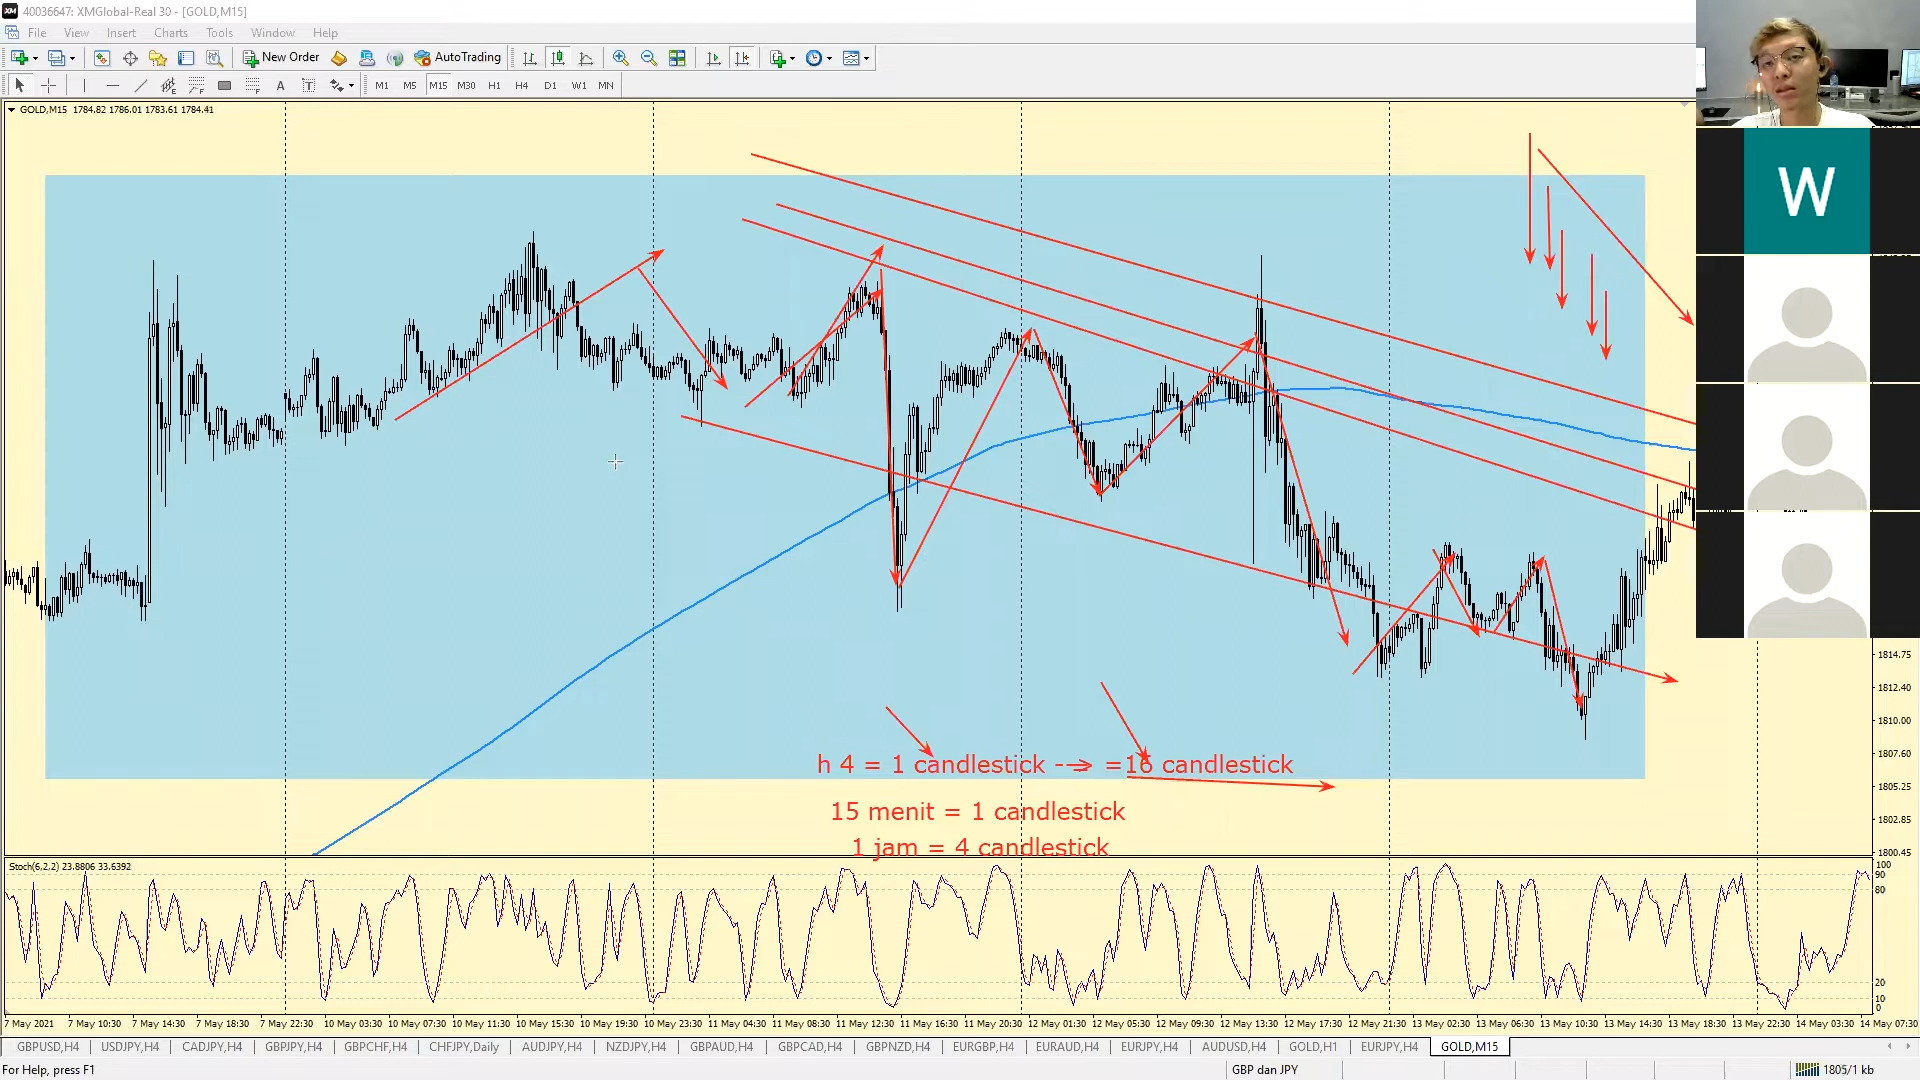 40036647: XMGlobal-Real 30 - [GOLD,M15]
File View Insert Charts Tools Window Help
New Order AutoTrading
A T M1 M5 M15 M30 H1 H4 D1 W1 MN
GOLD,M15 1784.82 1786.01 1783.61 1784.41
W
1814.75
1812.40
1810.00
1807.60
h 4 = 1 candlestick --> =16 candlestick
1805.25
15 menit = 1 candlestick
1802.85
1 jam = 4 candlestick
1800.45
Stoch(6,2,2) 23.8806 33.6392
100
90
80
20
10
0
7 May 2021 7 May 10:30 7 May 14:30 7 May 18:30 7 May 22:30 10 May 03:30 10 May 07:30 10 May 11:30 10 May 15:30 10 May 19:30 10 May 23:30 11 May 04:30 11 May 08:30 11 May 12:30 11 May 16:30 11 May 20:30 12 May 01:30 12 May 05:30 12 May 09:30 12 May 13:30 12 May 17:30 12 May 21:30 13 May 02:30 13 May 06:30 13 May 10:30 13 May 14:30 13 May 18:30 13 May 22:30 14 May 03:30 14 May 07:30
GBPUSD,H4 USDJPY,H4 CADJPY,H4 GBPJPY,H4 GBPCHF,H4 CHFJPY,Daily AUDJPY,H4 NZDJPY,H4 GBPAUD,H4 GBPCAD,H4 GBPNZD,H4 EURGBP,H4 EURAUD,H4 EURJPY,H4 AUDUSD,H4 GOLD,H1 EURJPY,H4 GOLD,M15
For Help, press F1 GBP dan JPY 1805/1 kb